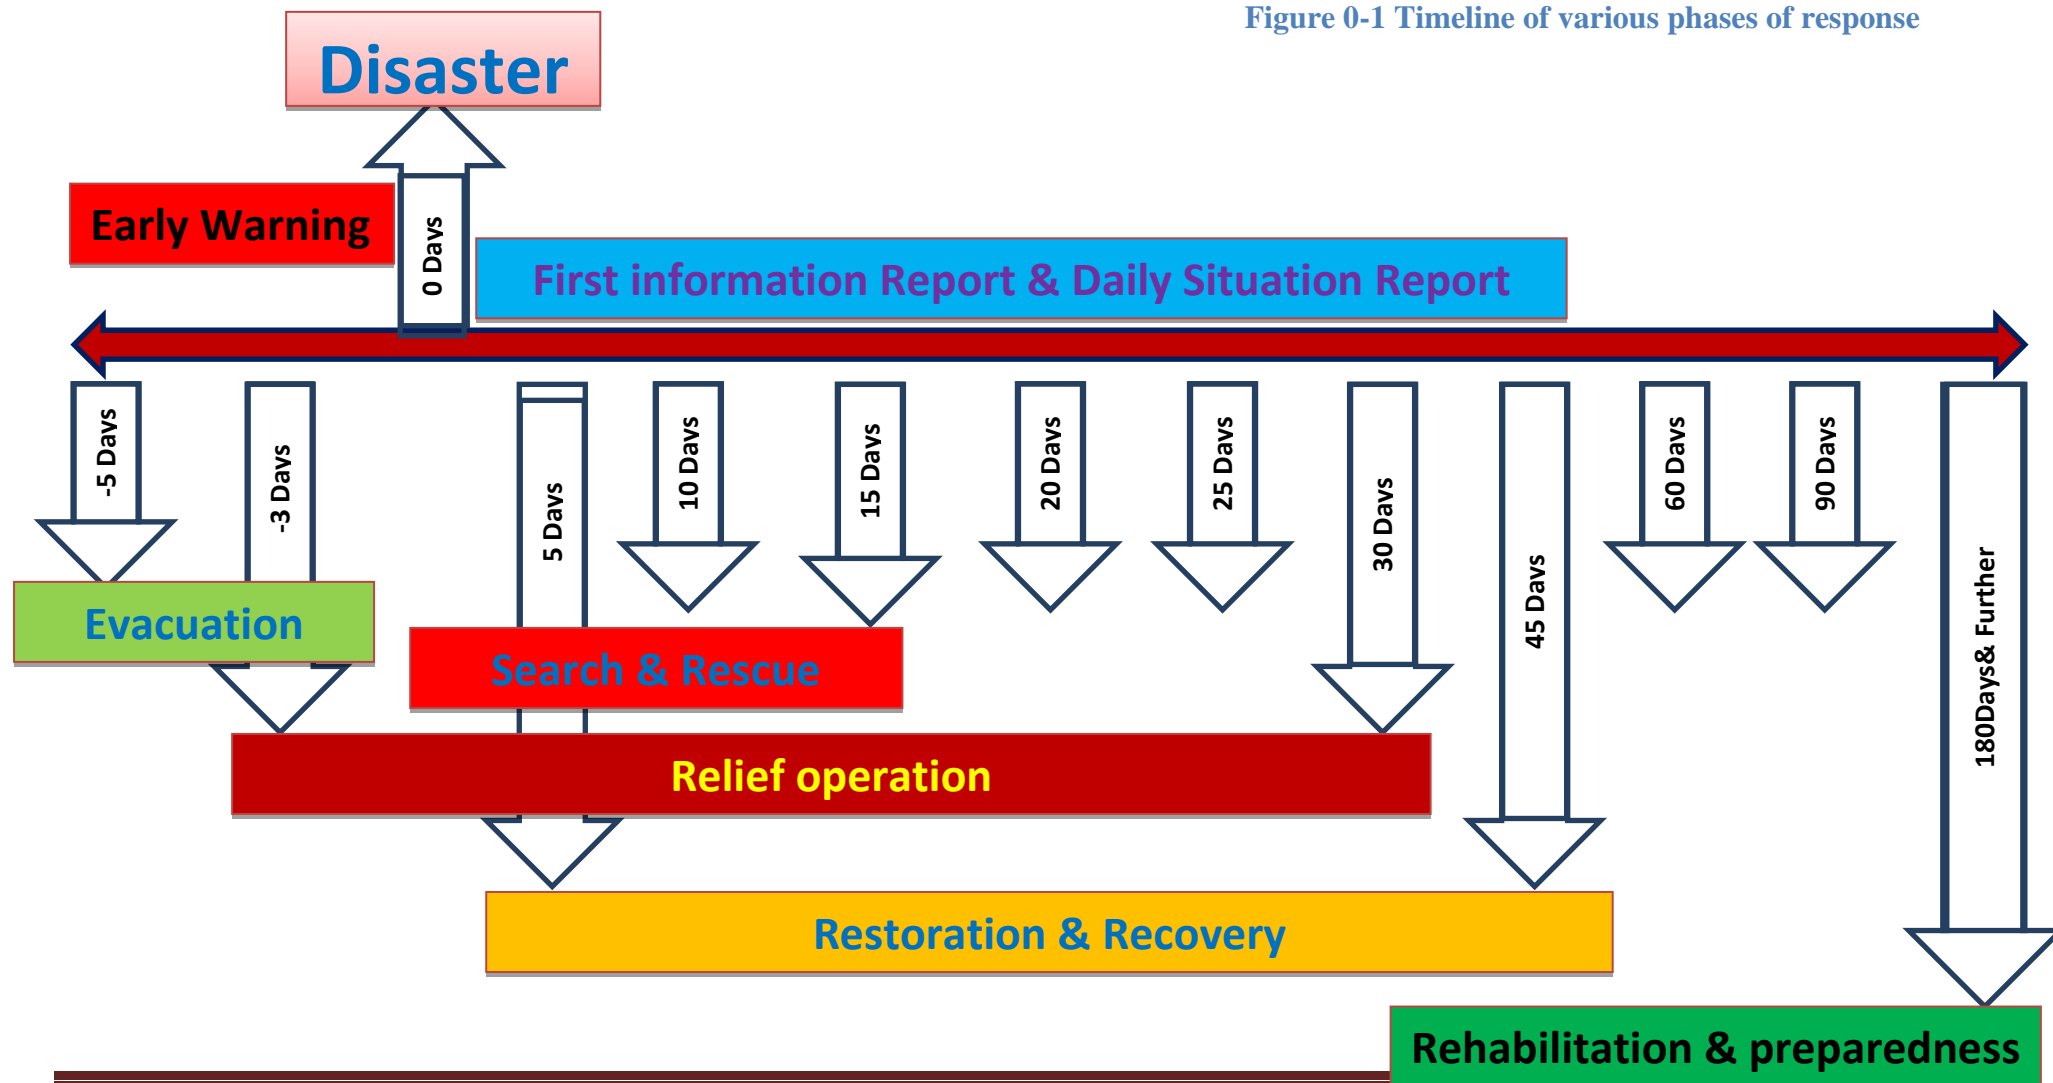 Figure 0-1 Timeline of various phases of response
Disaster
Early Warning
0 Days
First information Report & Daily Situation Report
-5 Days
-3 Days
5 Days
10 Days
15 Days
20 Days
25 Days
30 Days
45 Days
60 Days
90 Days
180Days& Further
Evacuation
Search & Rescue
Relief operation
Restoration & Recovery
Rehabilitation & preparedness